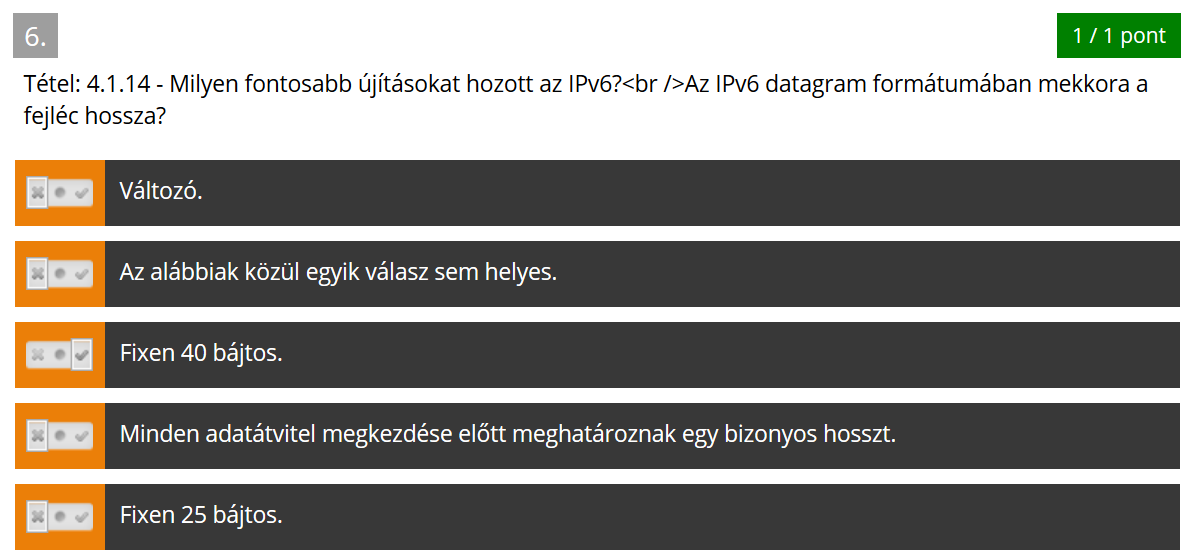 6.
1 / 1 pont
Tétel: 4.1.14 - Milyen fontosabb újításokat hozott az IPv6?<br />Az IPv6 datagram formátumában mekkora a
fejléc hossza?
Változó.
Az alábbiak közül egyik válasz sem helyes.
Fixen 40 bájtos.
Minden adatátvitel megkezdése előtt meghatároznak egy bizonyos hosszt.
Fixen 25 bájtos.